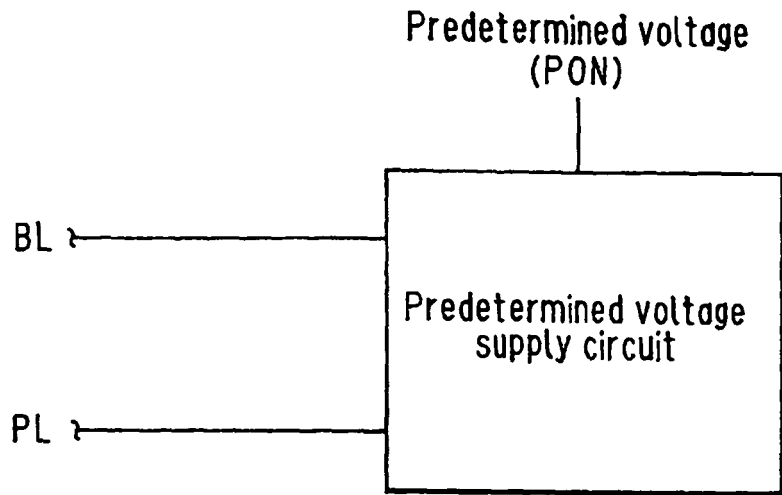 Predetermined voltage
(PON)
BL
Predetermined voltage
supply circuit
PL